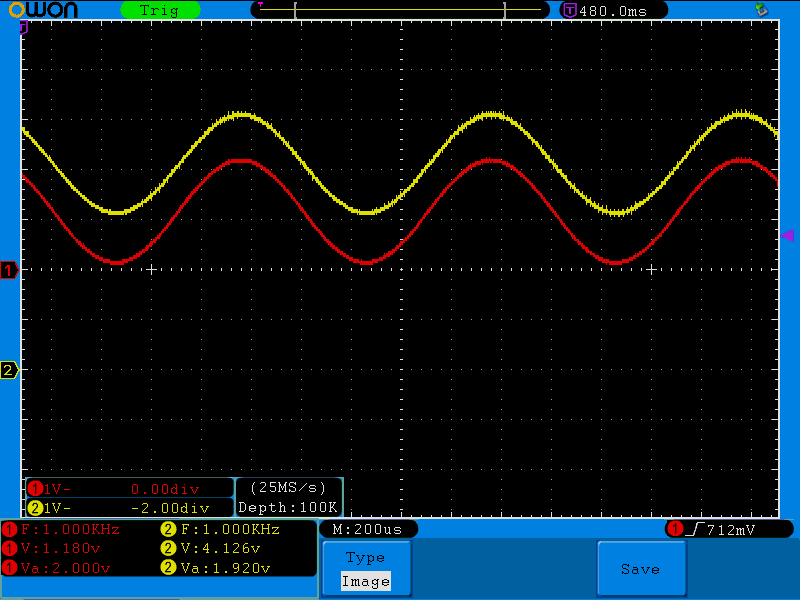 owon Trig T T 480.0ms
T
1
2
1 1V- 0.00div (25MS/s)
2 1V- -2.00div Depth:100K
1 F:1.000KHz 2 F:1.000KHz M:200us 1 712mV
1 V:1.180v 2 V:4.126v Type
1 Va:2.000v 2 Va:1.920v Image Save